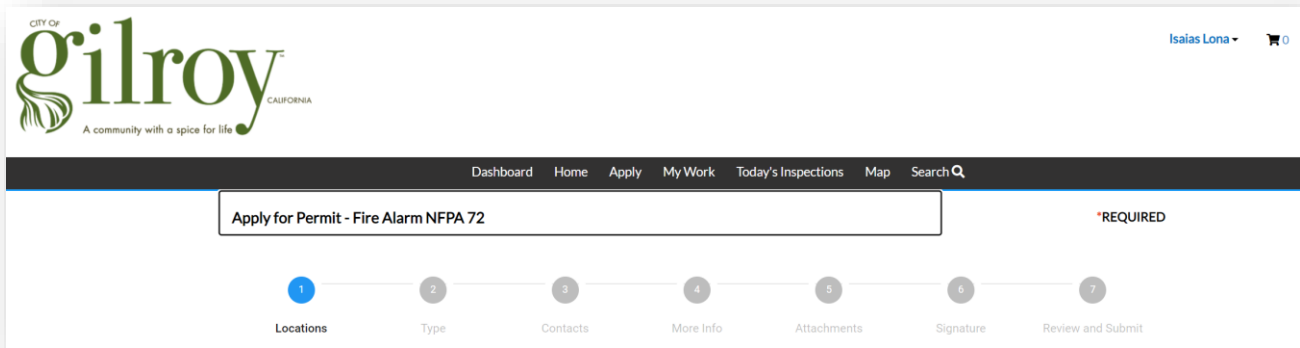 CITY OF
gilroy™
CALIFORNIA
A community with a spice for life
Isaias Lona
0
Dashboard Home Apply My Work Today's Inspections Map Search
Apply for Permit - Fire Alarm NFPA 72
*REQUIRED
1 2 3 4 5 6 7
Locations Type Contacts More Info Attachments Signature Review and Submit